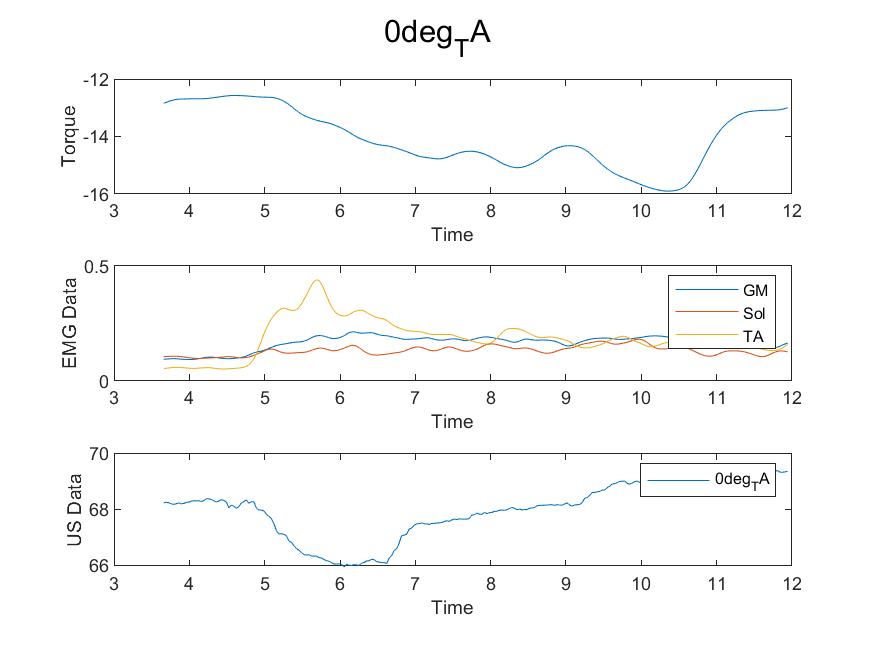 0deg_TA
-12
-14
-16
Torque
3 4 5 6 7 8 9 10 11 12
Time
0.5
0
EMG Data
GM
Sol
TA
3 4 5 6 7 8 9 10 11 12
Time
70
68
66
US Data
0deg_TA
3 4 5 6 7 8 9 10 11 12
Time